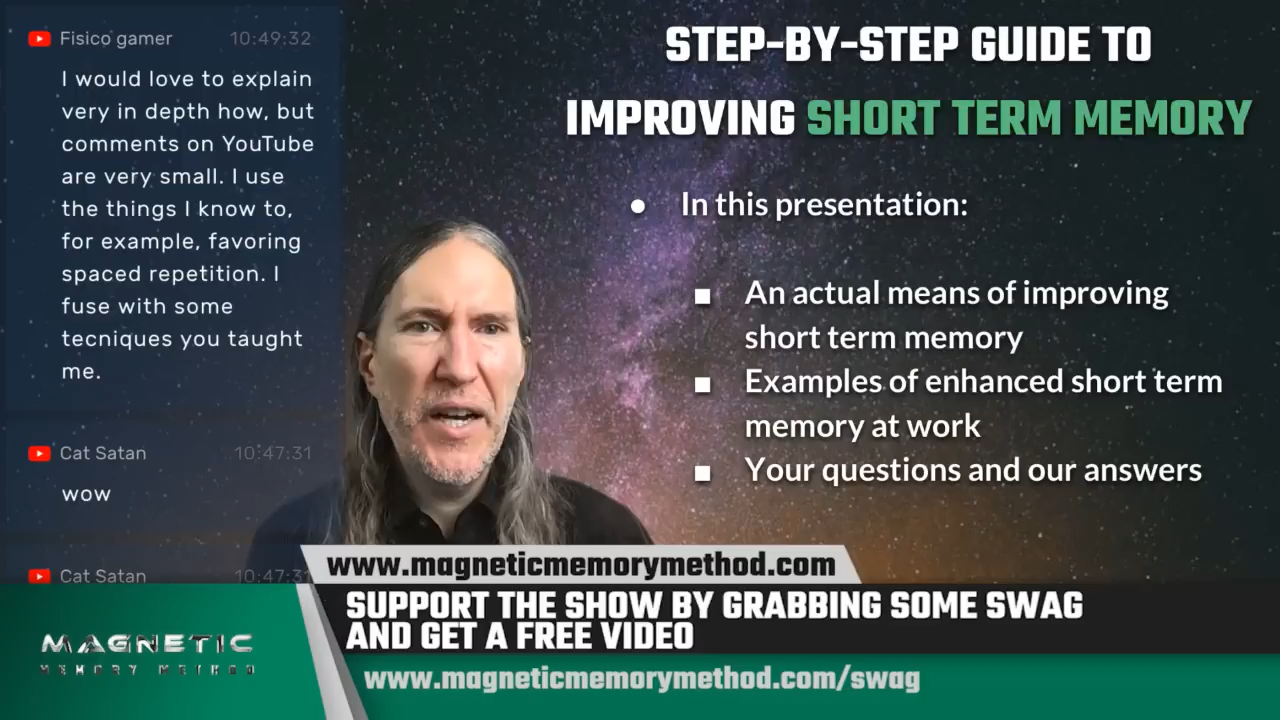 Fisico gamer 10:49:32
I would love to explain
very in depth how, but
comments on YouTube
are very small. I use
the things I know to,
for example, favoring
spaced repetition. I
fuse with some
tecniques you taught
me.
Cat Satan 10:47:31
wow
Cat Satan 10:47:31
STEP-BY-STEP GUIDE TO
IMPROVING SHORT TERM MEMORY
● In this presentation:
■ An actual means of improving
short term memory
■ Examples of enhanced short term
memory at work
■ Your questions and our answers
www.magneticmemorymethod.com
SUPPORT THE SHOW BY GRABBING SOME SWAG
AND GET A FREE VIDEO
www.magneticmemorymethod.com/swag
MAGNETIC
MEMORY METHOD